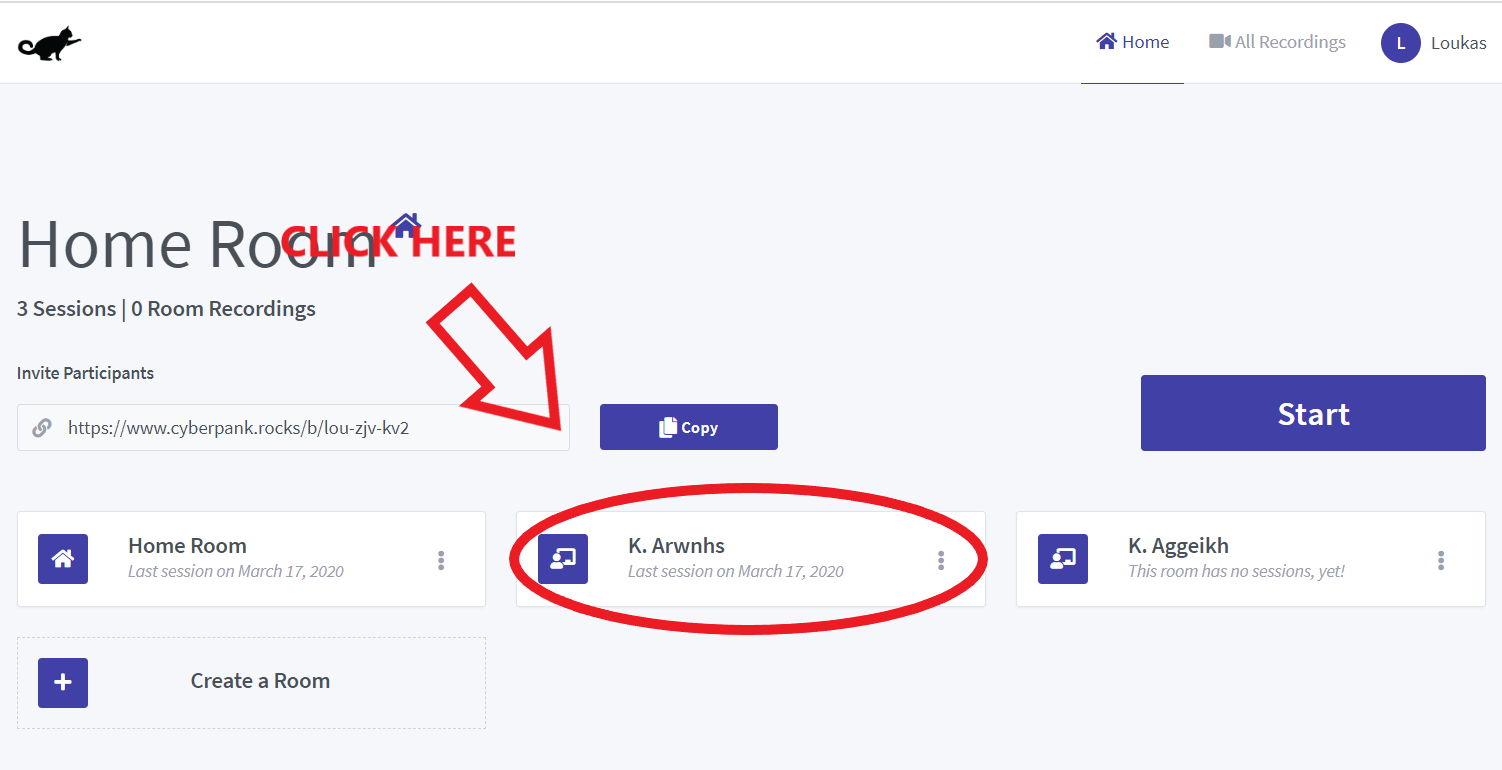 Home
All Recordings
L
Loukas
Home Room
CLICK HERE
3 Sessions | 0 Room Recordings
Invite Participants
https://www.cyberpank.rocks/b/lou-zjv-kv2
Copy
Start
Home Room
Last session on March 17, 2020
K. Arwnhs
Last session on March 17, 2020
K. Aggeikh
This room has no sessions, yet!
Create a Room